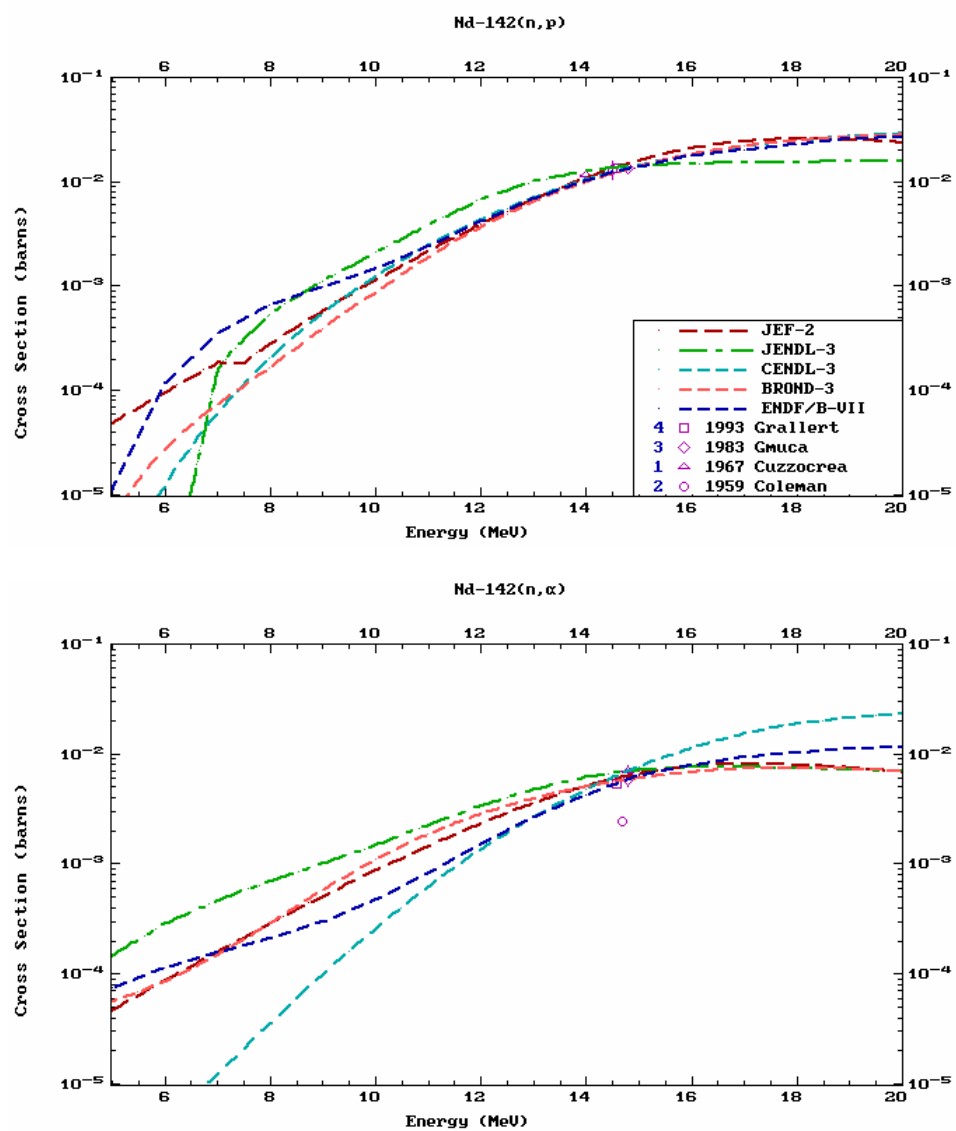 Nd-142(n,p)
6 8 10 12 14 16 18 20
10⁻¹ 10⁻¹
10⁻² 10⁻²
10⁻³ 10⁻³
10⁻⁴ 10⁻⁴
10⁻⁵ 10⁻⁵
Cross Section (barns)
JEF-2
JENDL-3
CENDL-3
BROND-3
ENDF/B-VII
4 1993 Grallert
3 1983 Gmuca
1 1967 Cuzzocrea
2 1959 Coleman
6 8 10 12 14 16 18 20
Energy (MeV)
Nd-142(n,α)
6 8 10 12 14 16 18 20
10⁻¹ 10⁻¹
10⁻² 10⁻²
10⁻³ 10⁻³
10⁻⁴ 10⁻⁴
10⁻⁵ 10⁻⁵
Cross Section (barns)
6 8 10 12 14 16 18 20
Energy (MeV)